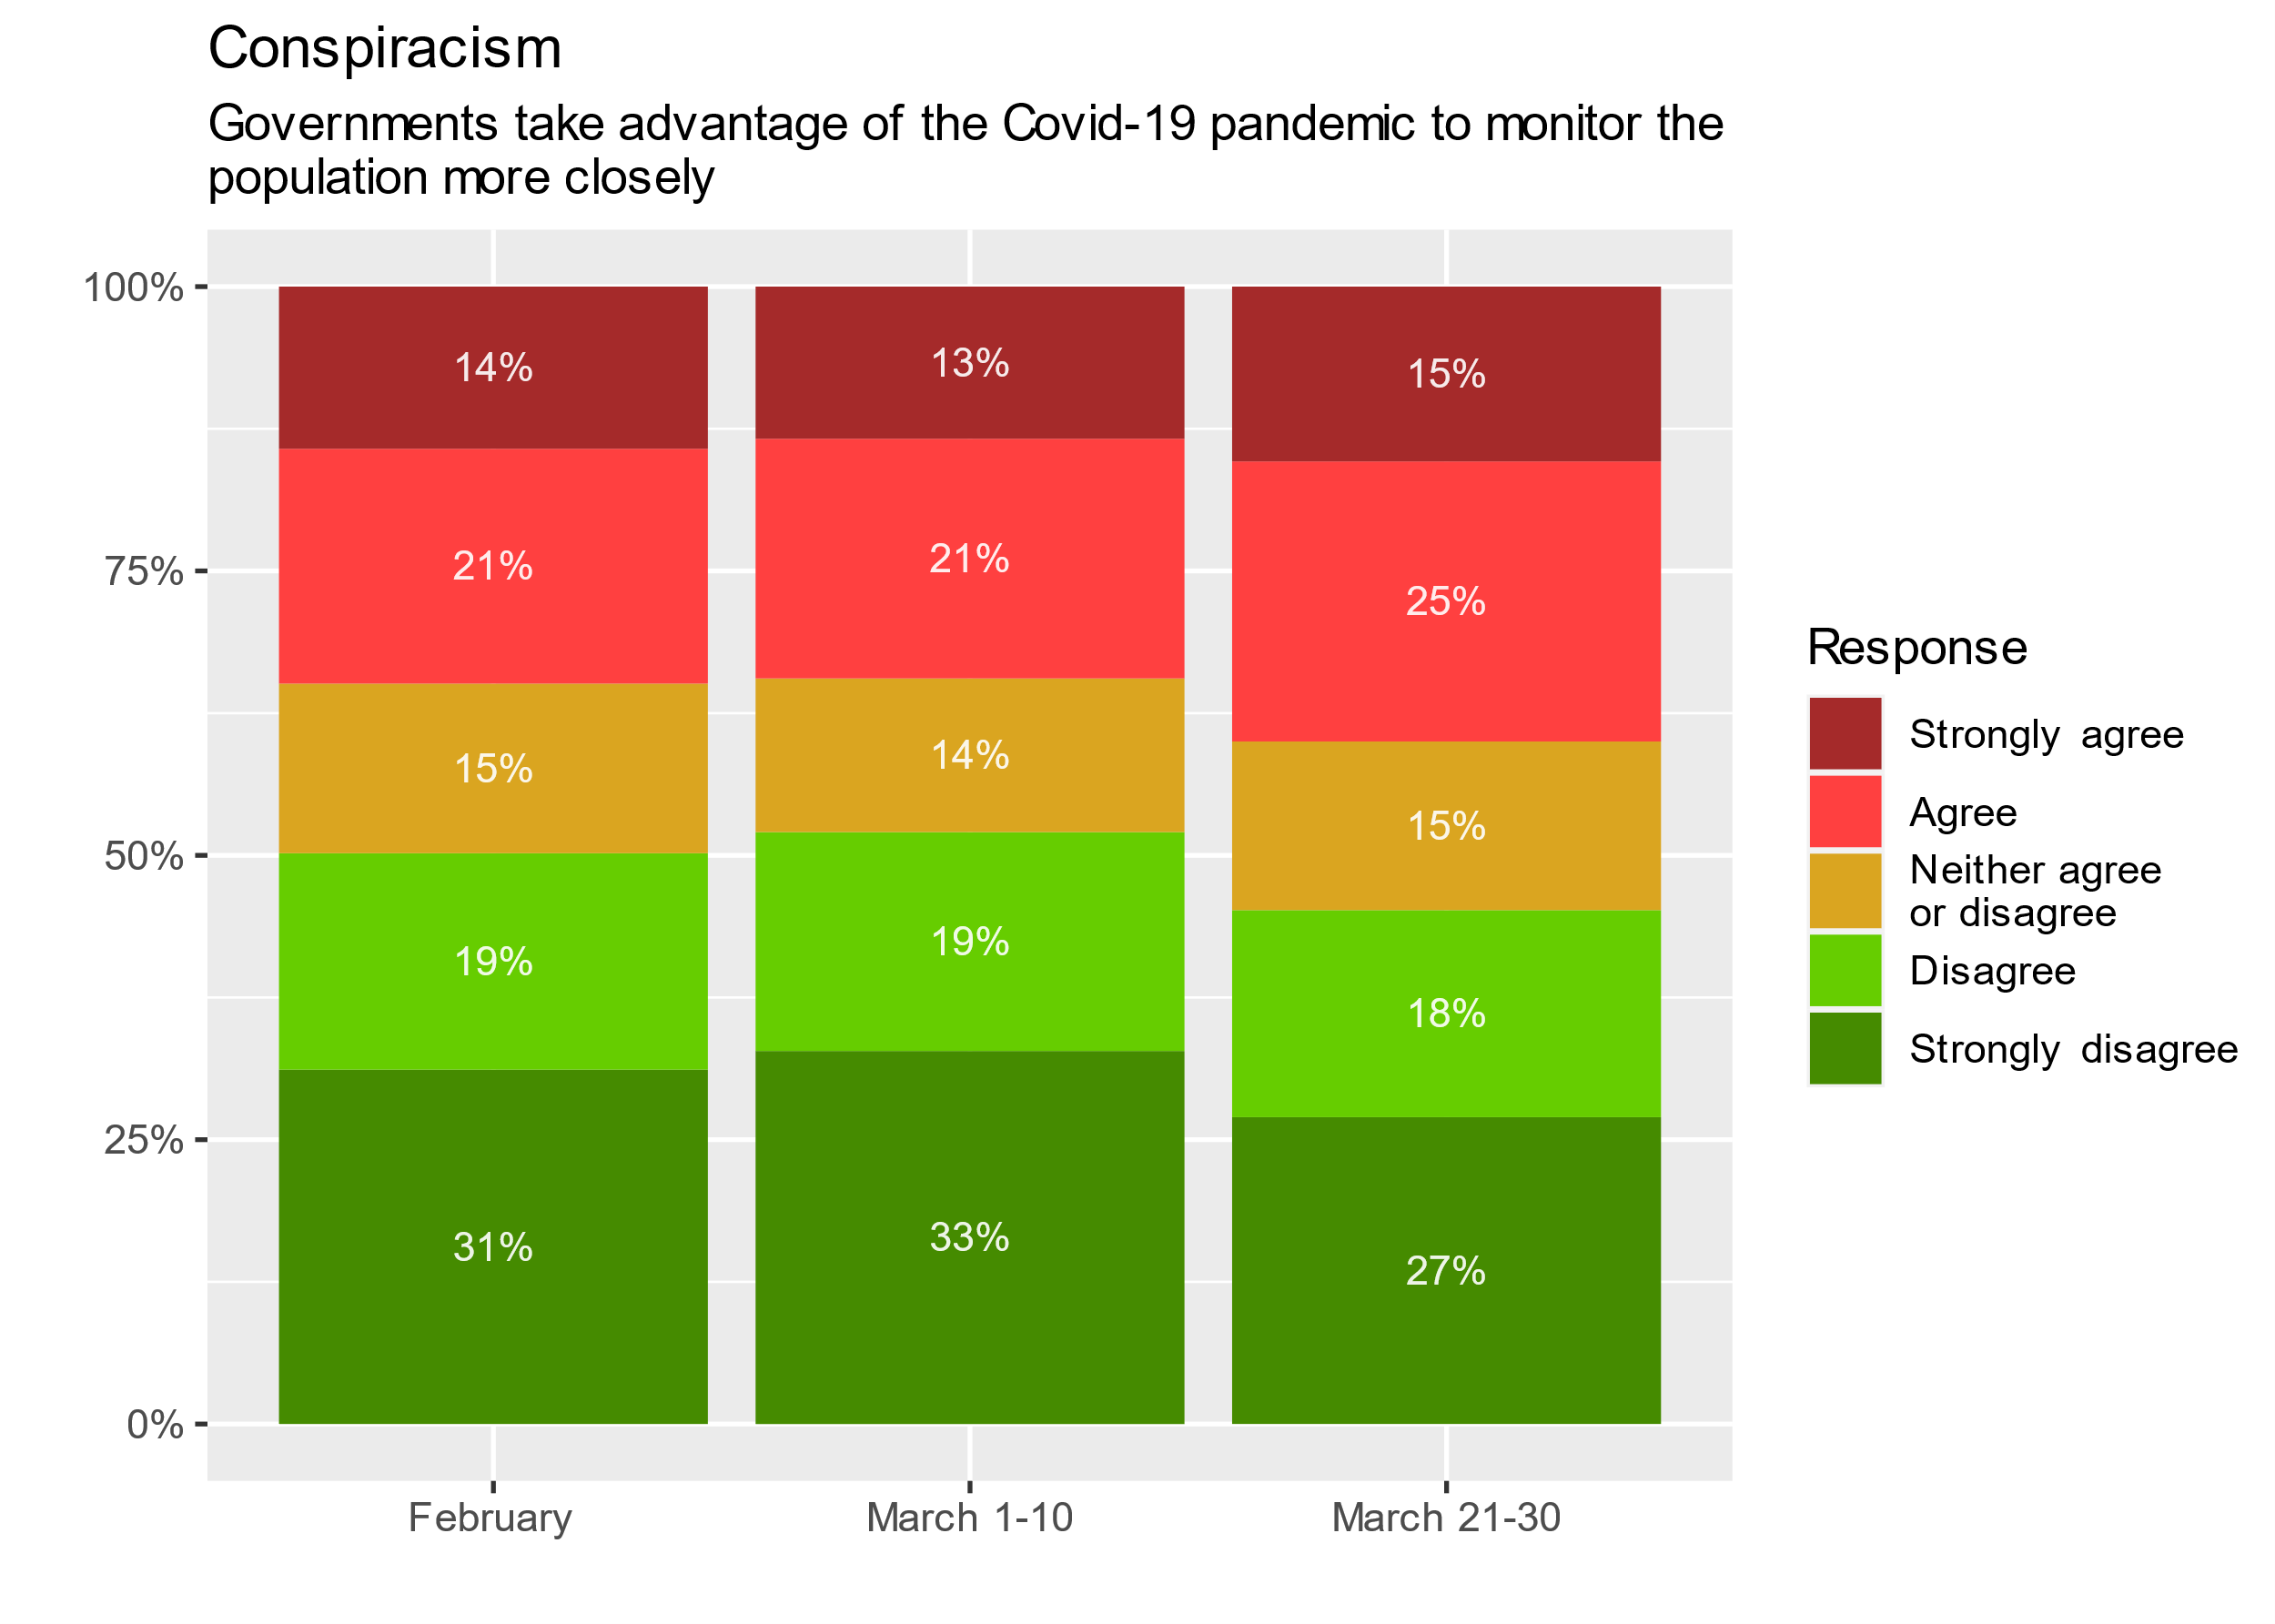 Conspiracism
Governments take advantage of the Covid-19 pandemic to monitor the
population more closely
100%
75%
50%
25%
0%
14%
21%
15%
19%
31%
13%
21%
14%
19%
33%
15%
25%
15%
18%
27%
February
March 1-10
March 21-30
Response
Strongly agree
Agree
Neither agree
or disagree
Disagree
Strongly disagree